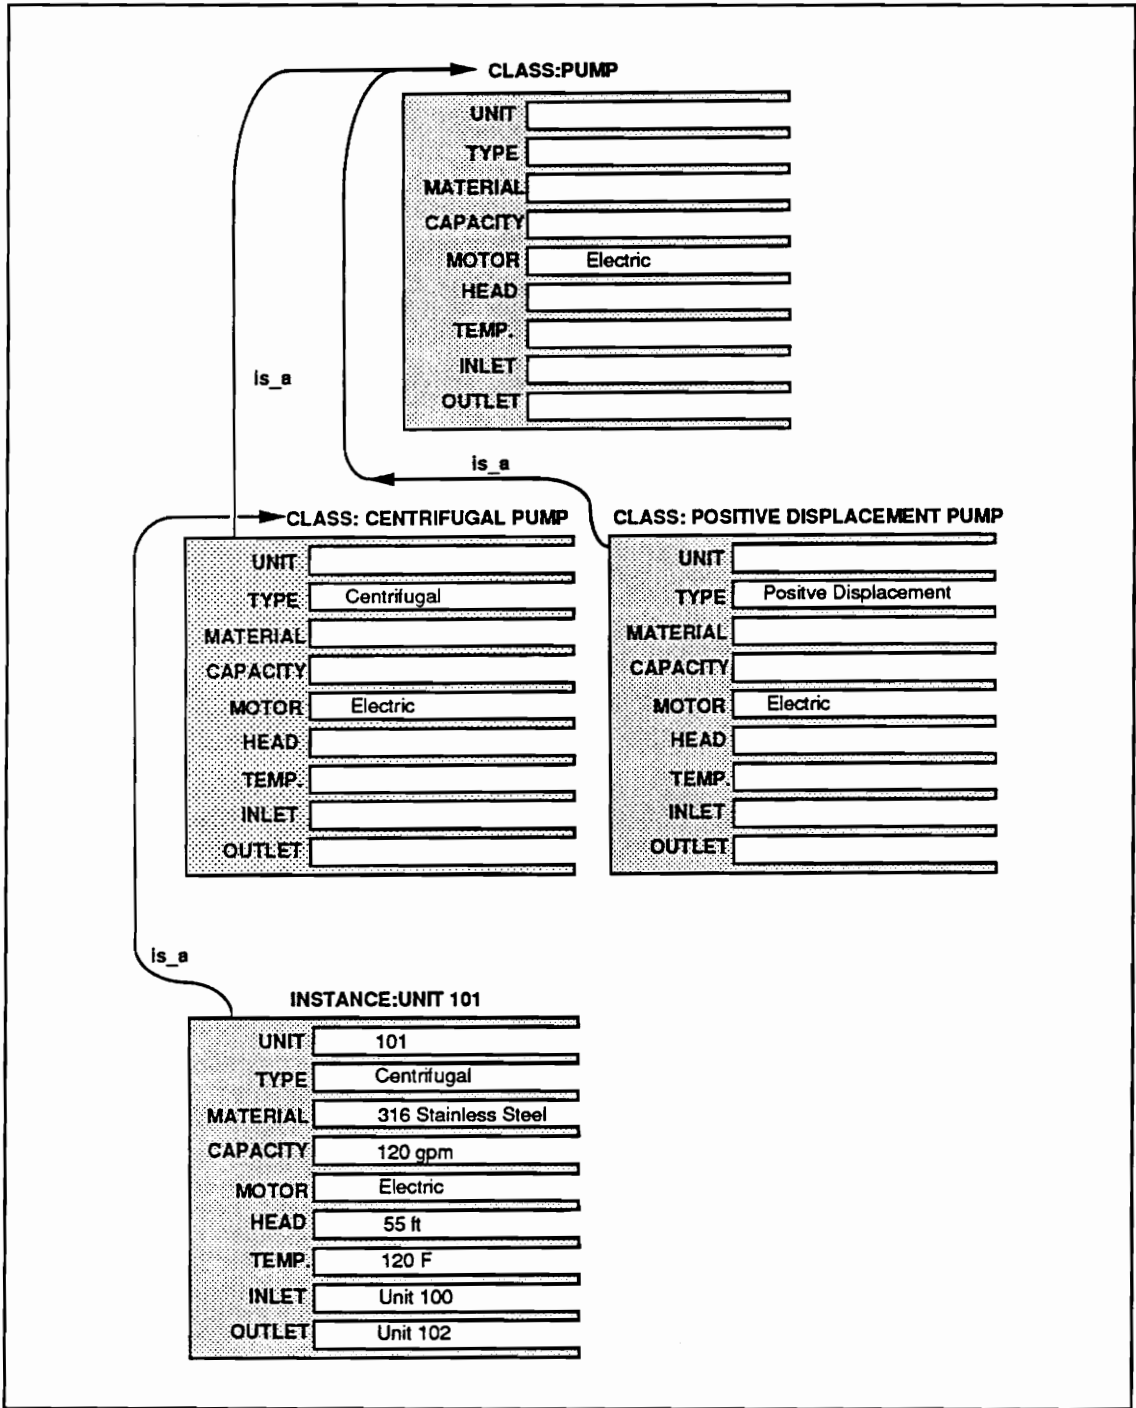 CLASS:PUMP
UNIT
TYPE
MATERIAL
CAPACITY
MOTOR Electric
HEAD
TEMP.
INLET
OUTLET
is_a
is_a
CLASS: CENTRIFUGAL PUMP
UNIT
TYPE Centrifugal
MATERIAL
CAPACITY
MOTOR Electric
HEAD
TEMP.
INLET
OUTLET
CLASS: POSITIVE DISPLACEMENT PUMP
UNIT
TYPE Positve Displacement
MATERIAL
CAPACITY
MOTOR Electric
HEAD
TEMP.
INLET
OUTLET
is_a
INSTANCE:UNIT 101
UNIT 101
TYPE Centrifugal
MATERIAL 316 Stainless Steel
CAPACITY 120 gpm
MOTOR Electric
HEAD 55 ft
TEMP. 120 F
INLET Unit 100
OUTLET Unit 102